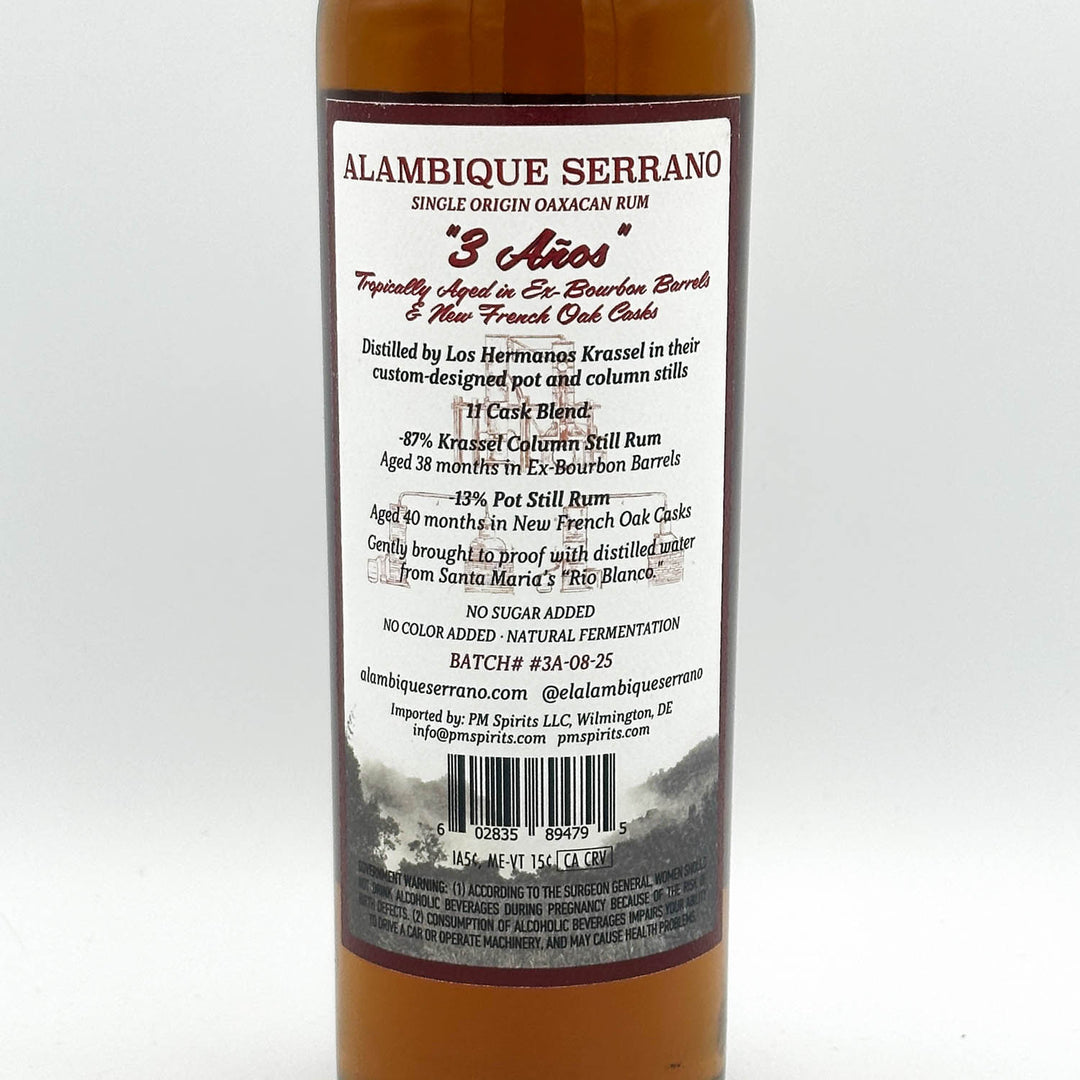 ALAMBIQUE SERRANO
SINGLE ORIGIN OAXACAN RUM
"3 Años"
Tropically Aged in Ex-Bourbon Barrels
& New French Oak Casks
Distilled by Los Hermanos Krassel in their
custom-designed pot and column stills
11 Cask Blend:
-87% Krassel Column Still Rum
Aged 38 months in Ex-Bourbon Barrels
-13% Pot Still Rum
Aged 40 months in New French Oak Casks
Gently brought to proof with distilled water
from Santa Maria's "Rio Blanco."
NO SUGAR ADDED
NO COLOR ADDED · NATURAL FERMENTATION
BATCH# #3A-08-25
alambiqueserrano.com @elalambiqueserrano
Imported by: PM Spirits LLC, Wilmington, DE
info@pmspirits.com pmspirits.com
6 02835 89479 5
IA5¢, ME-VT 15¢ CA CRV
GOVERNMENT WARNING: (1) ACCORDING TO THE SURGEON GENERAL, WOMEN SHOULD
NOT DRINK ALCOHOLIC BEVERAGES DURING PREGNANCY BECAUSE OF THE RISK OF
BIRTH DEFECTS. (2) CONSUMPTION OF ALCOHOLIC BEVERAGES IMPAIRS YOUR ABILITY
TO DRIVE A CAR OR OPERATE MACHINERY, AND MAY CAUSE HEALTH PROBLEMS.